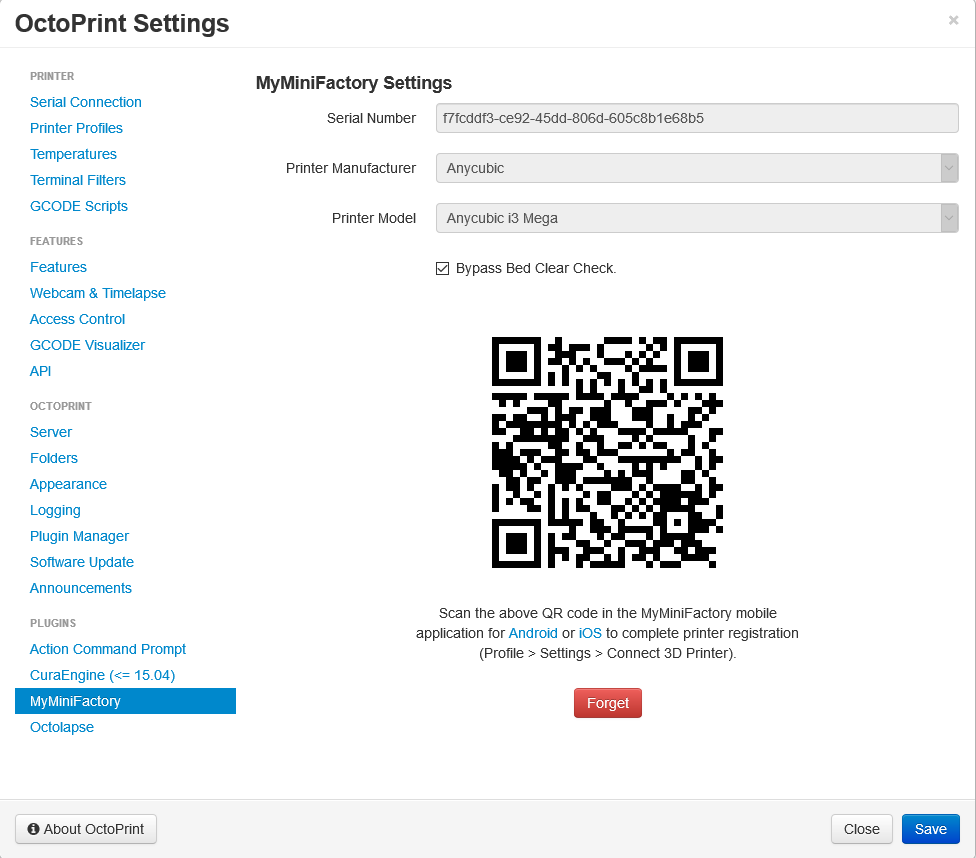 OctoPrint Settings
×
PRINTER
Serial Connection
Printer Profiles
Temperatures
Terminal Filters
GCODE Scripts
FEATURES
Features
Webcam & Timelapse
Access Control
GCODE Visualizer
API
OCTOPRINT
Server
Folders
Appearance
Logging
Plugin Manager
Software Update
Announcements
PLUGINS
Action Command Prompt
CuraEngine (<= 15.04)
MyMiniFactory
Octolapse
MyMiniFactory Settings
Serial Number f7fcddf3-ce92-45dd-806d-605c8b1e68b5
Printer Manufacturer Anycubic
Printer Model Anycubic i3 Mega
Bypass Bed Clear Check.
Scan the above QR code in the MyMiniFactory mobile
application for Android or iOS to complete printer registration
(Profile > Settings > Connect 3D Printer).
Forget
About OctoPrint
Close
Save